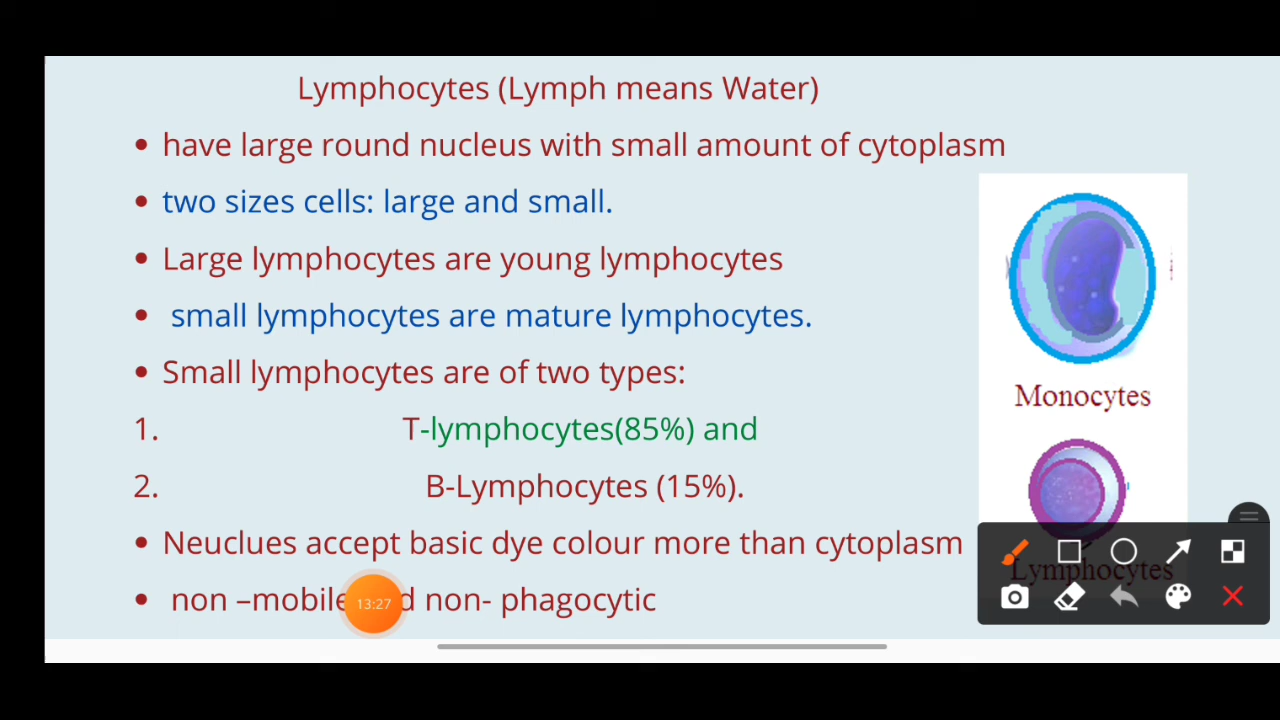 Lymphocytes (Lymph means Water)
• have large round nucleus with small amount of cytoplasm
• two sizes cells: large and small.
• Large lymphocytes are young lymphocytes
• small lymphocytes are mature lymphocytes.
• Small lymphocytes are of two types:
1. T-lymphocytes(85%) and
2. B-Lymphocytes (15%).
• Neuclues accept basic dye colour more than cytoplasm
• non –mobile d non- phagocytic
13:27
Monocytes
Lymphocytes